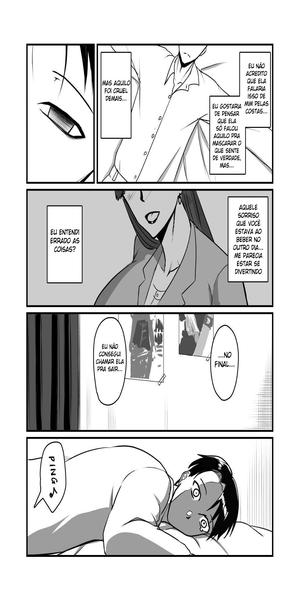 EU NÃO
ACREDITO
QUE ELA
FALARIA
ISSO DE
MIM PELAS
COSTAS...
EU GOSTARIA
DE PENSAR
QUE ELA
SÓ FALOU
AQUILO PRA
MASCARAR O
QUE SENTE
DE VERDADE,
MAS...
MAS AQUILO
FOI CRUEL
DEMAIS...
AQUELE
SORRISO
QUE VOCÊ
ESTAVA AO
BEBER NO
OUTRO DIA...
ME PARECIA
ESTAR SE
DIVERTINDO
EU ENTENDI
ERRADO AS
COISAS?
...NO
FINAL...
EU NÃO
CONSEGUI
CHAMAR ELA
PRA SAIR...
PING